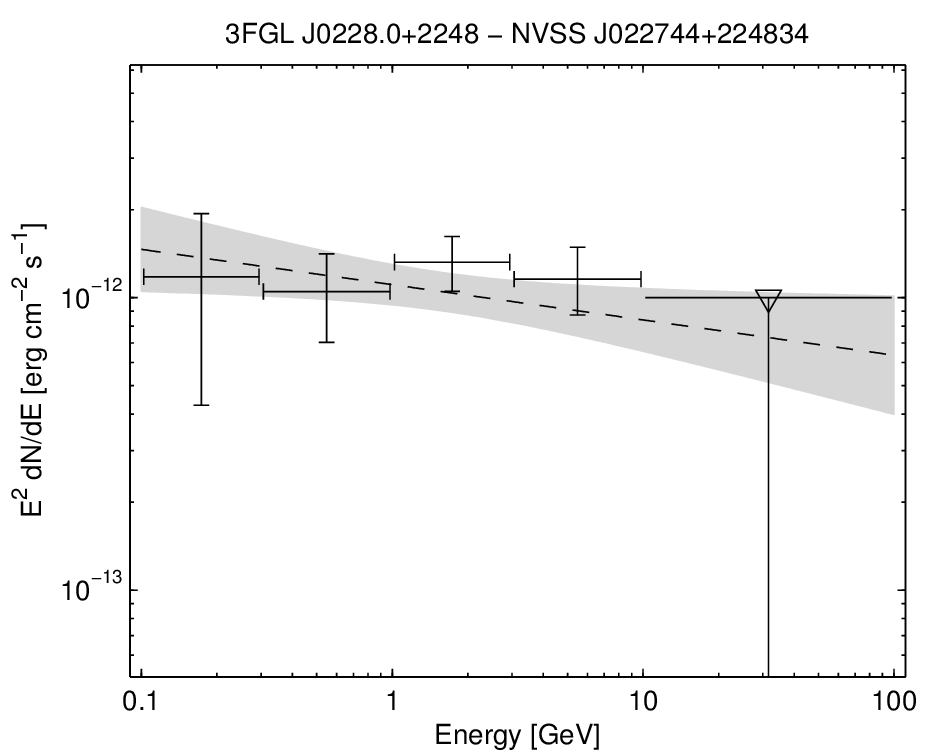 3FGL J0228.0+2248 − NVSS J022744+224834
E² dN/dE [erg cm⁻² s⁻¹]
10⁻¹²
10⁻¹³
0.1 1 10 100
Energy [GeV]